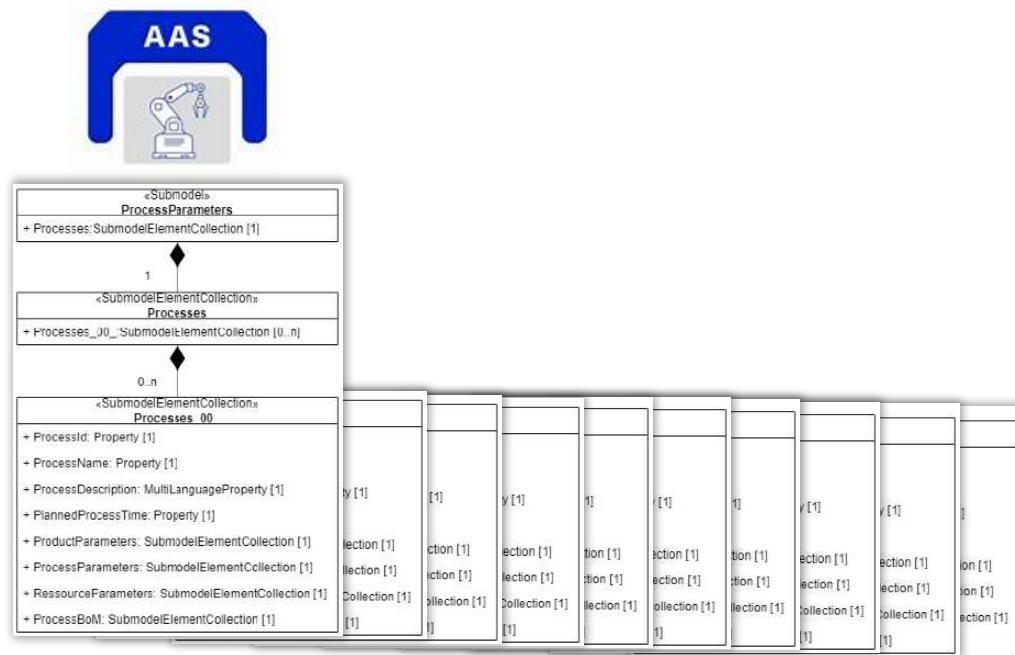 AAS
«Submodel»
ProcessParameters
+ Processes:SubmodelElementCollection [1]
1
«SubmodelElementCollection»
Processes
+ Processes_00_:SubmodelElementCollection [0..n]
0..n
«SubmodelElementCollection»
Processes_00
+ ProcessId: Property [1]
+ ProcessName: Property [1]
+ ProcessDescription: MultiLanguageProperty [1]
+ PlannedProcessTime: Property [1]
+ ProductParameters: SubmodelElementCollection [1]
+ ProcessParameters: SubmodelElementCollection [1]
+ RessourceParameters: SubmodelElementCollection [1]
+ ProcessBoM: SubmodelElementCollection [1]